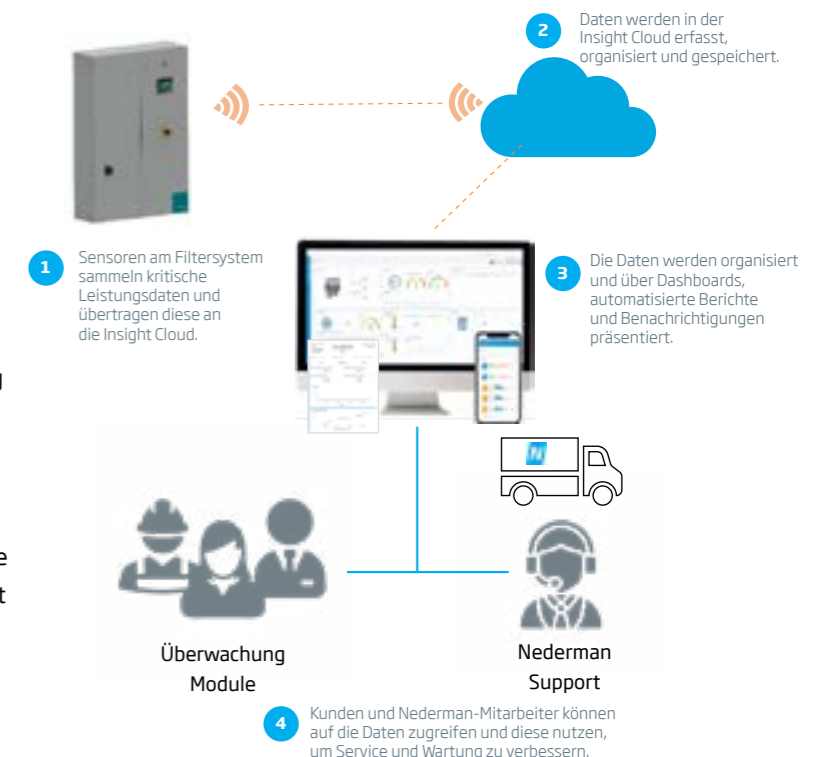 2
Daten werden in der
Insight Cloud erfasst,
organisiert und gespeichert.
1
Sensoren am Filtersystem
sammeln kritische
Leistungsdaten und
übertragen diese an
die Insight Cloud.
3
Die Daten werden organisiert
und über Dashboards,
automatisierte Berichte
und Benachrichtigungen
präsentiert.
g
e
t
N
Überwachung
Module
Nederman
Support
4
Kunden und Nederman-Mitarbeiter können
auf die Daten zugreifen und diese nutzen,
um Service und Wartung zu verbessern.